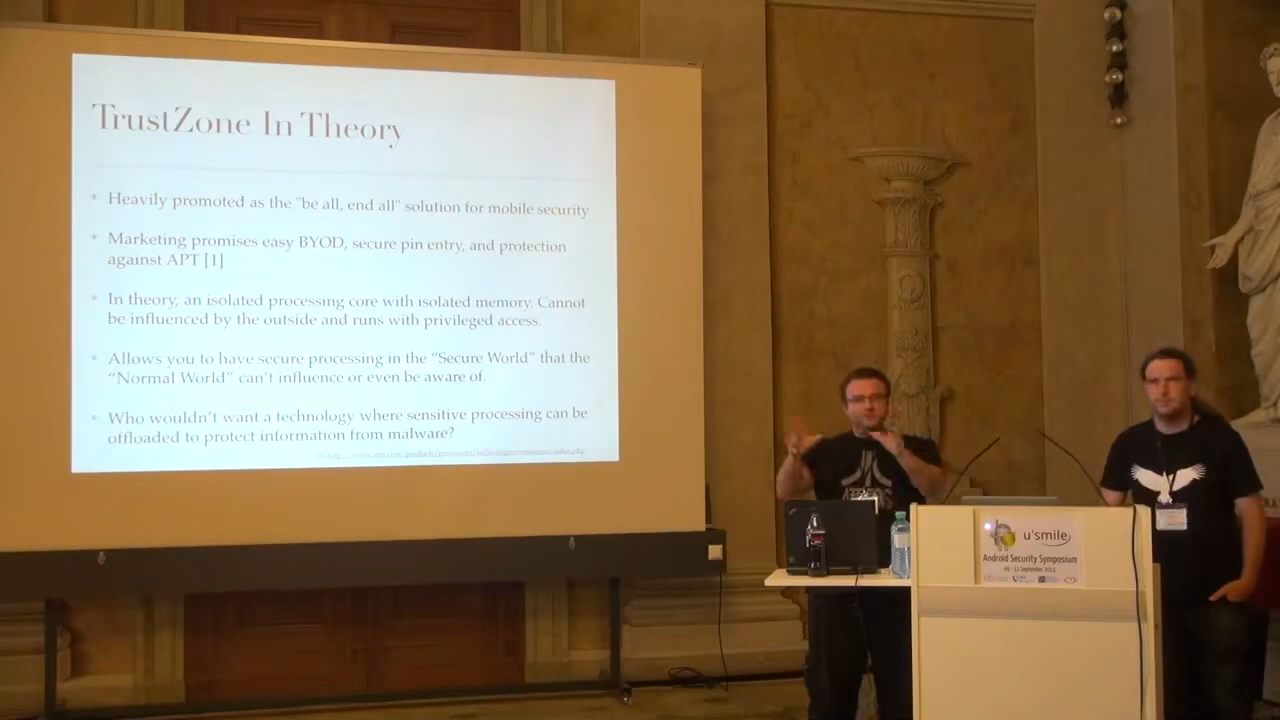 TrustZone In Theory
Heavily promoted as the "be all, end all" solution for mobile security
Marketing promises easy BYOD, secure pin entry, and protection
against APT [1]
In theory, an isolated processing core with isolated memory. Cannot
be influenced by the outside and runs with privileged access.
Allows you to have secure processing in the “Secure World” that the
“Normal World” can’t influence or even be aware of.
Who wouldn’t want a technology where sensitive processing can be
offloaded to protect information from malware?
u'smile
Android Security Symposium